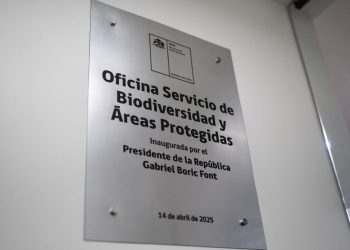 Oficina Servicio de
Biodiversidad y
Áreas Protegidas
Inaugurada por el
Presidente de la República
Gabriel Boric Font
14 de abril de 2025